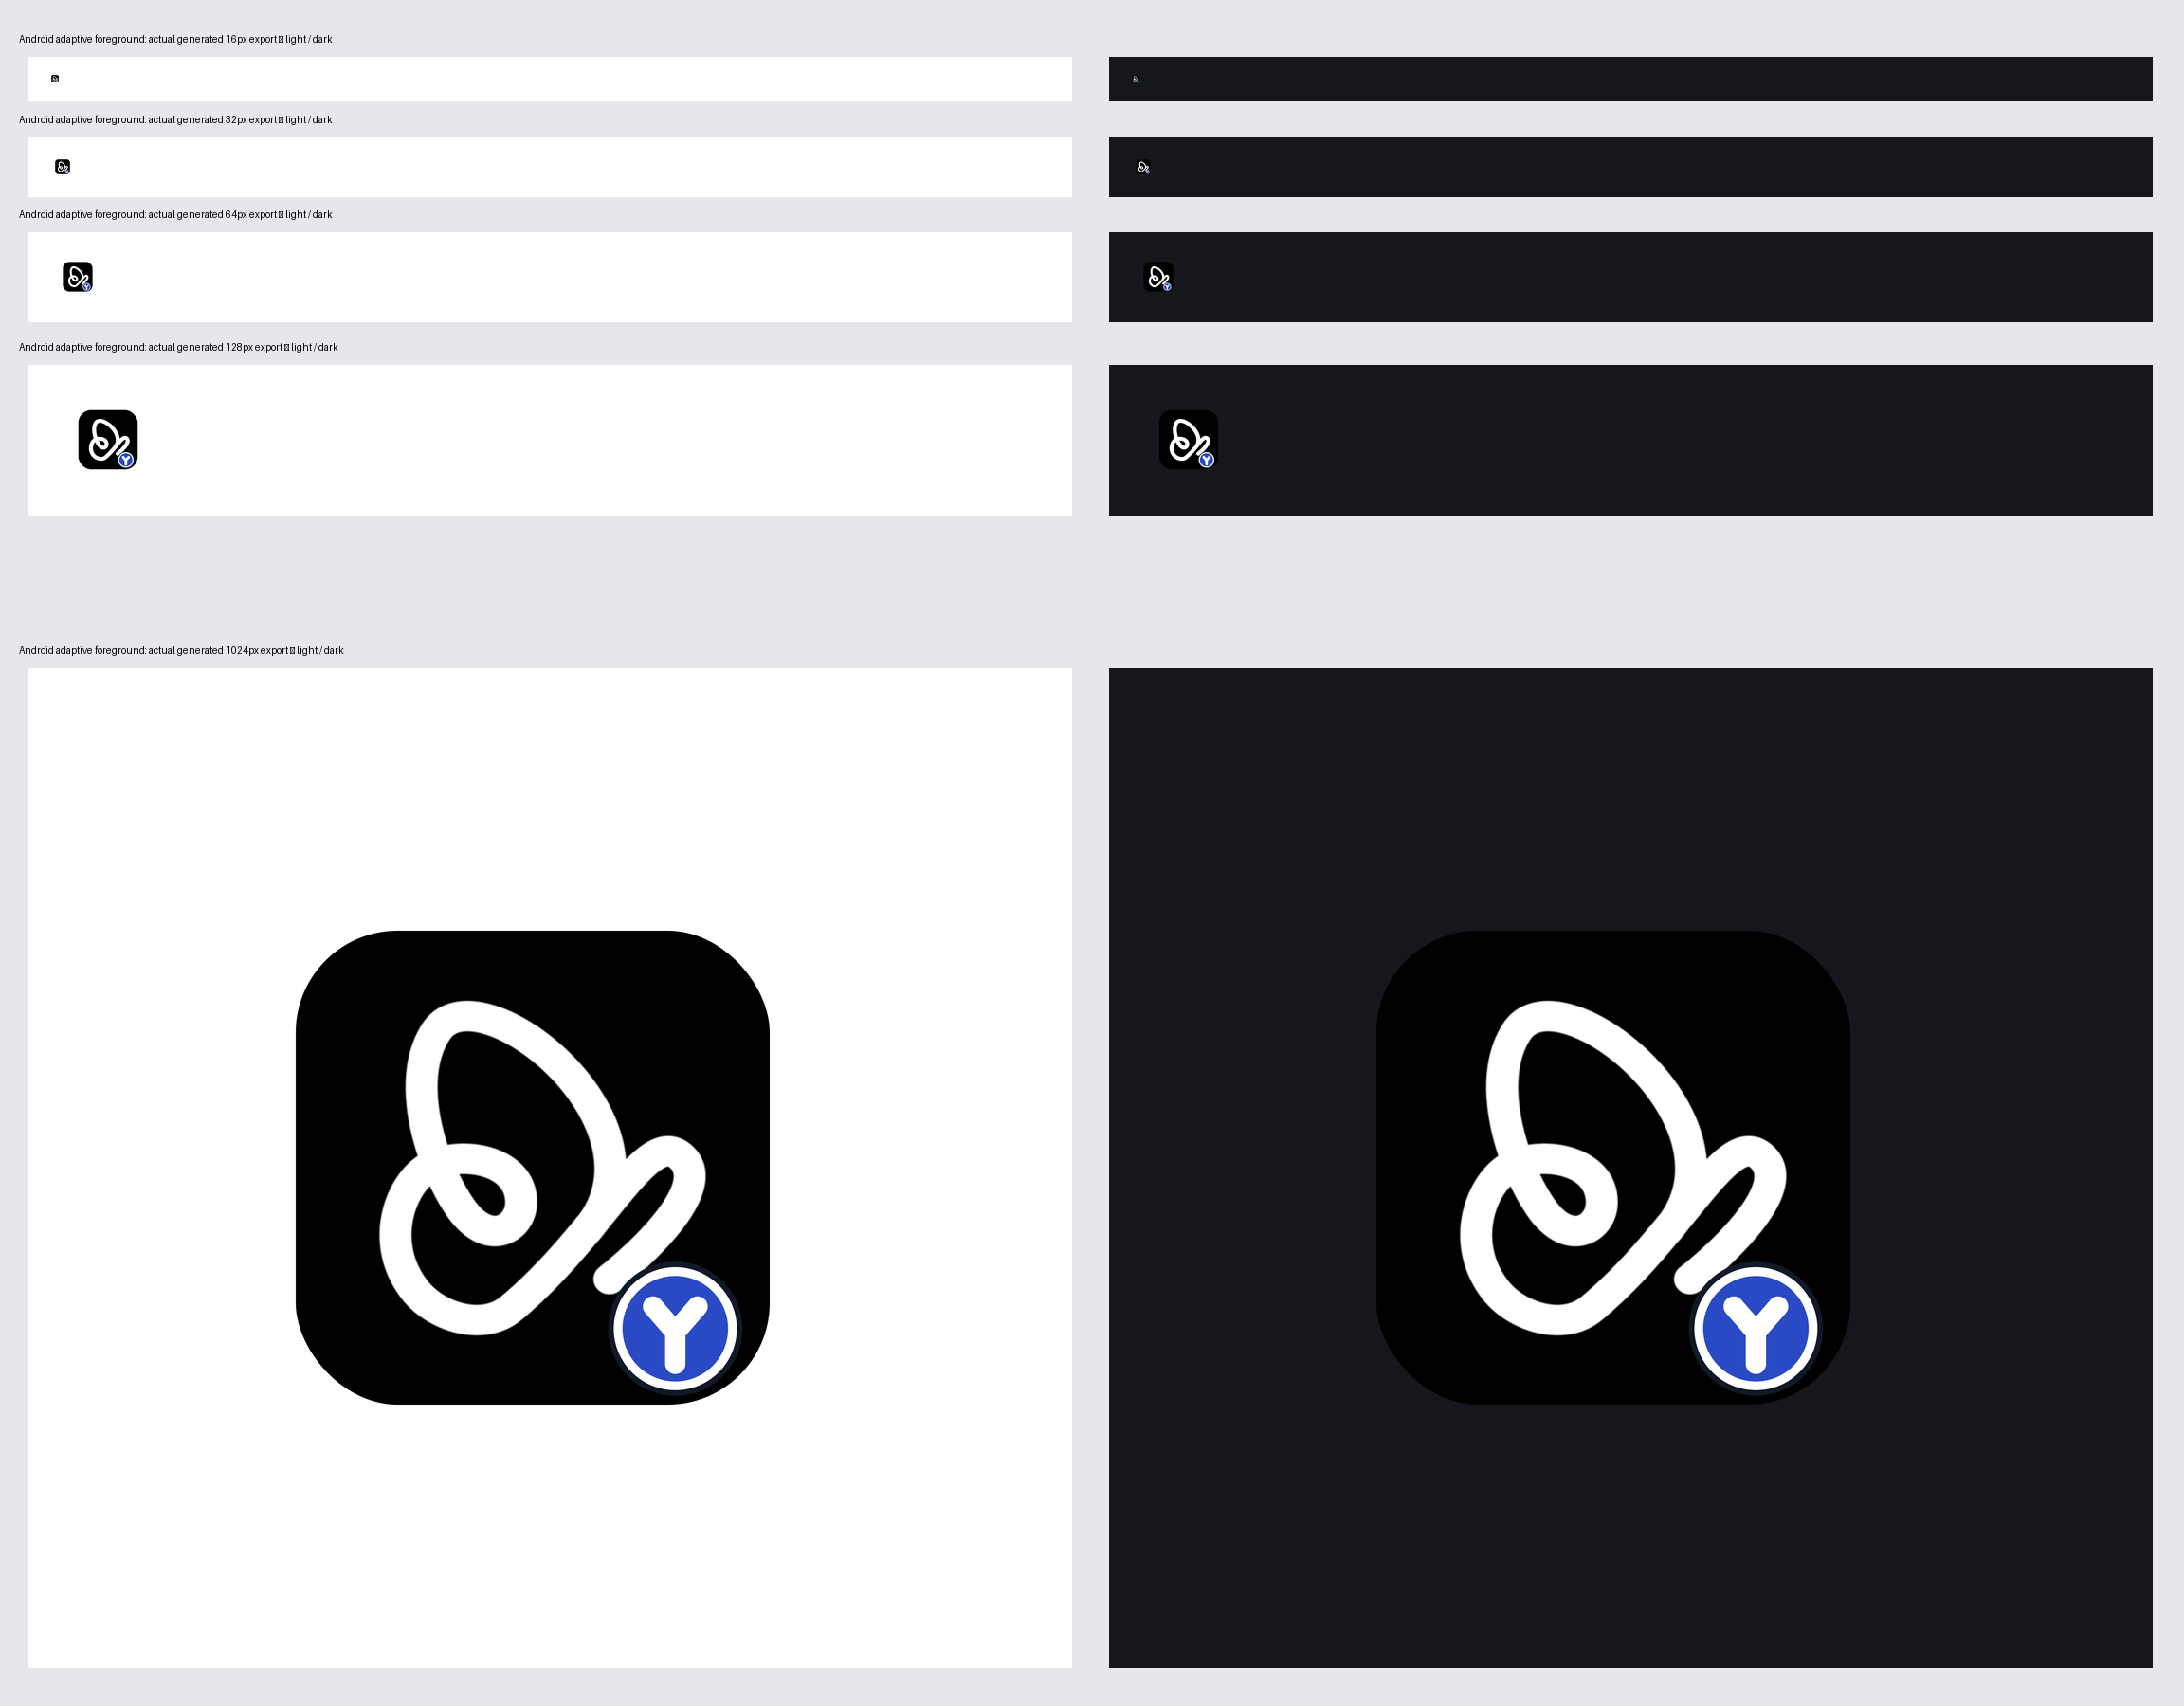 Android adaptive foreground: actual generated 16px export ☒ light / dark
Android adaptive foreground: actual generated 32px export ☒ light / dark
Android adaptive foreground: actual generated 64px export ☒ light / dark
Y
Y
Android adaptive foreground: actual generated 128px export ☒ light / dark
Y
Y
Android adaptive foreground: actual generated 1024px export ☒ light / dark
Y
Y